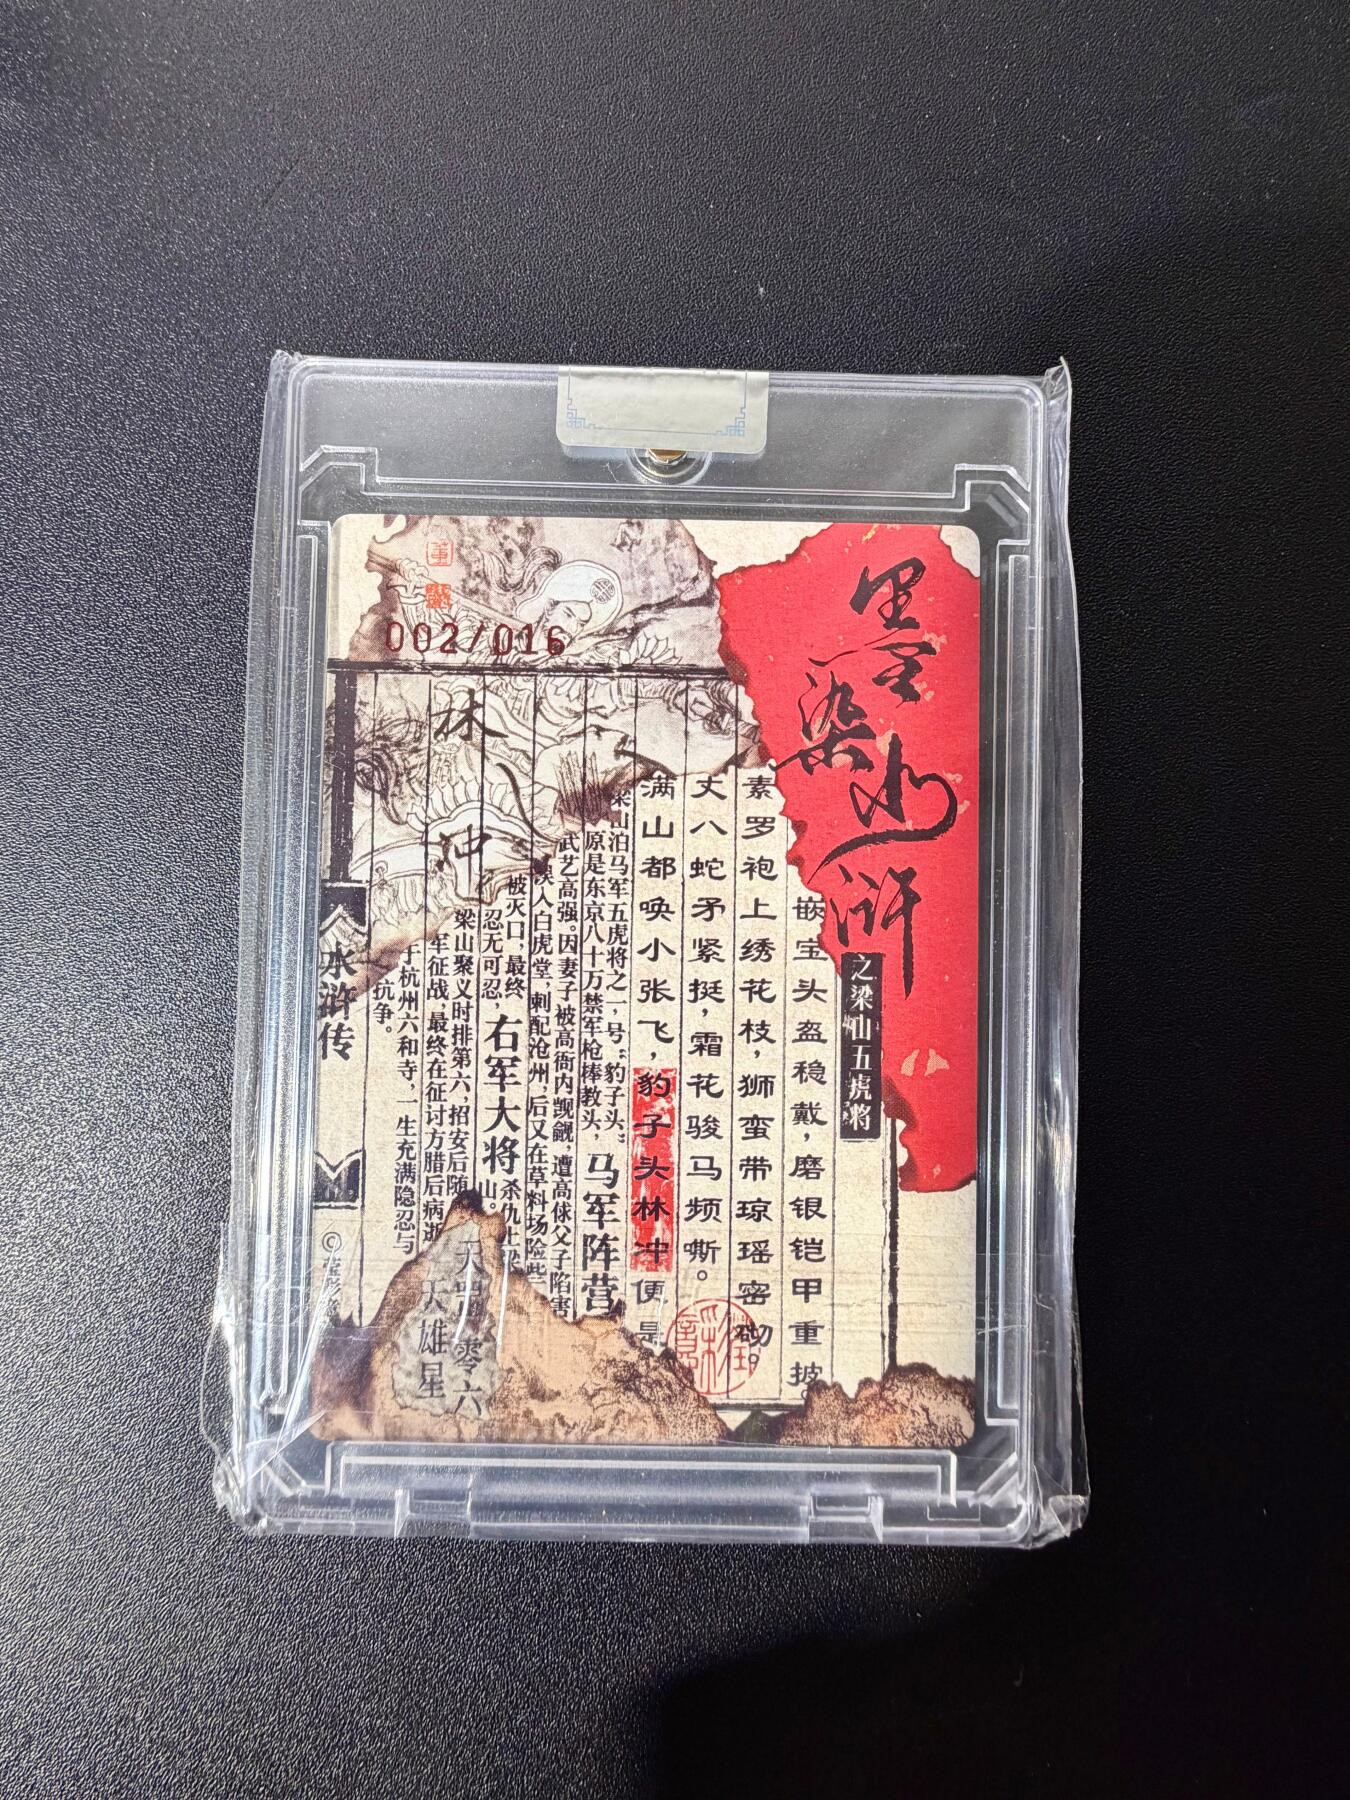 墨染水浒
之梁山五虎将
嵌宝头盔稳戴，磨银铠甲重披。
素罗袍上绣花枝，狮蛮带琼瑶密砌。
丈八蛇矛紧挺，霜花骏马频嘶。
满山都唤小张飞，豹子头林冲便是
梁山泊马军五虎将之一，号“豹子头”
原是东京八十万禁军枪棒教头，
马军阵营
武艺高强。因妻子被高衙内觊觎，遭高俅父子陷害
误入白虎堂，刺配沧州，后又在草料场险些
被灭口，最终
忍无可忍，
右军大将
杀仇上梁
山。
梁山聚义时排第六，招安后随
军征战，最终在征讨方腊后病逝
于杭州六和寺，一生充满隐忍与
抗争。
002/016
林冲
天罡零六
天雄星
水浒传